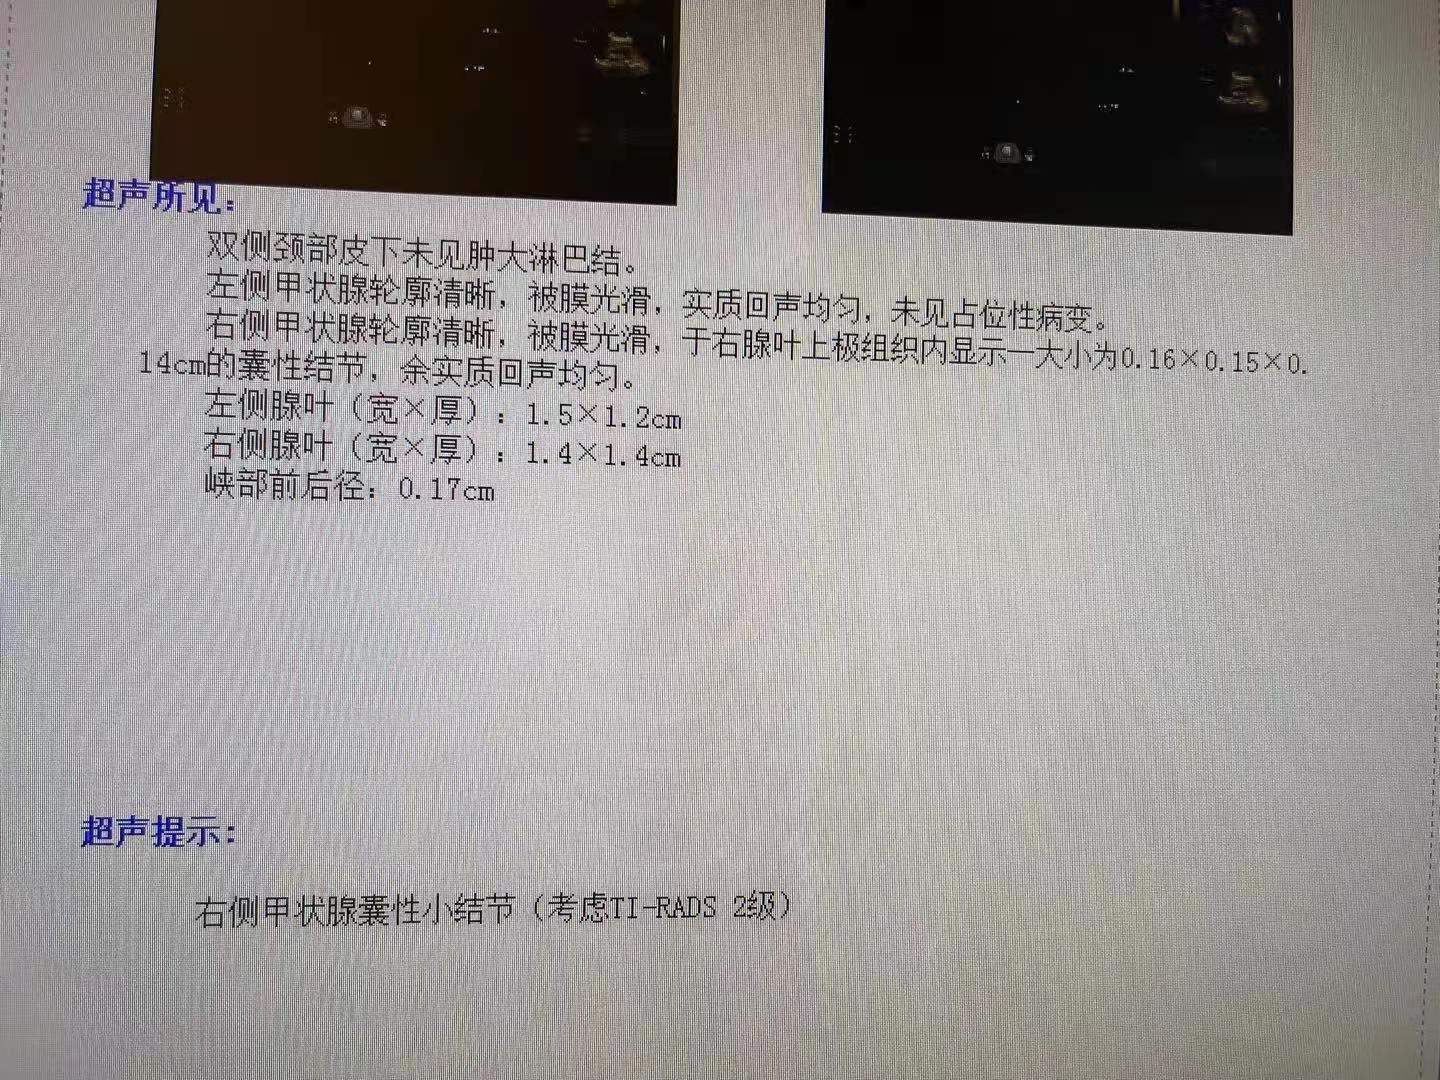 超声所见：
双侧颈部皮下未见肿大淋巴结。
左侧甲状腺轮廓清晰，被膜光滑，实质回声均匀，未见占位性病变。
右侧甲状腺轮廓清晰，被膜光滑，于右腺叶上极组织内显示一大小为0.16×0.15×0.
14cm的囊性结节，余实质回声均匀。
左侧腺叶（宽×厚）：1.5×1.2cm
右侧腺叶（宽×厚）：1.4×1.4cm
峡部前后径：0.17cm
超声提示：
右侧甲状腺囊性小结节（考虑TI-RADS 2级）